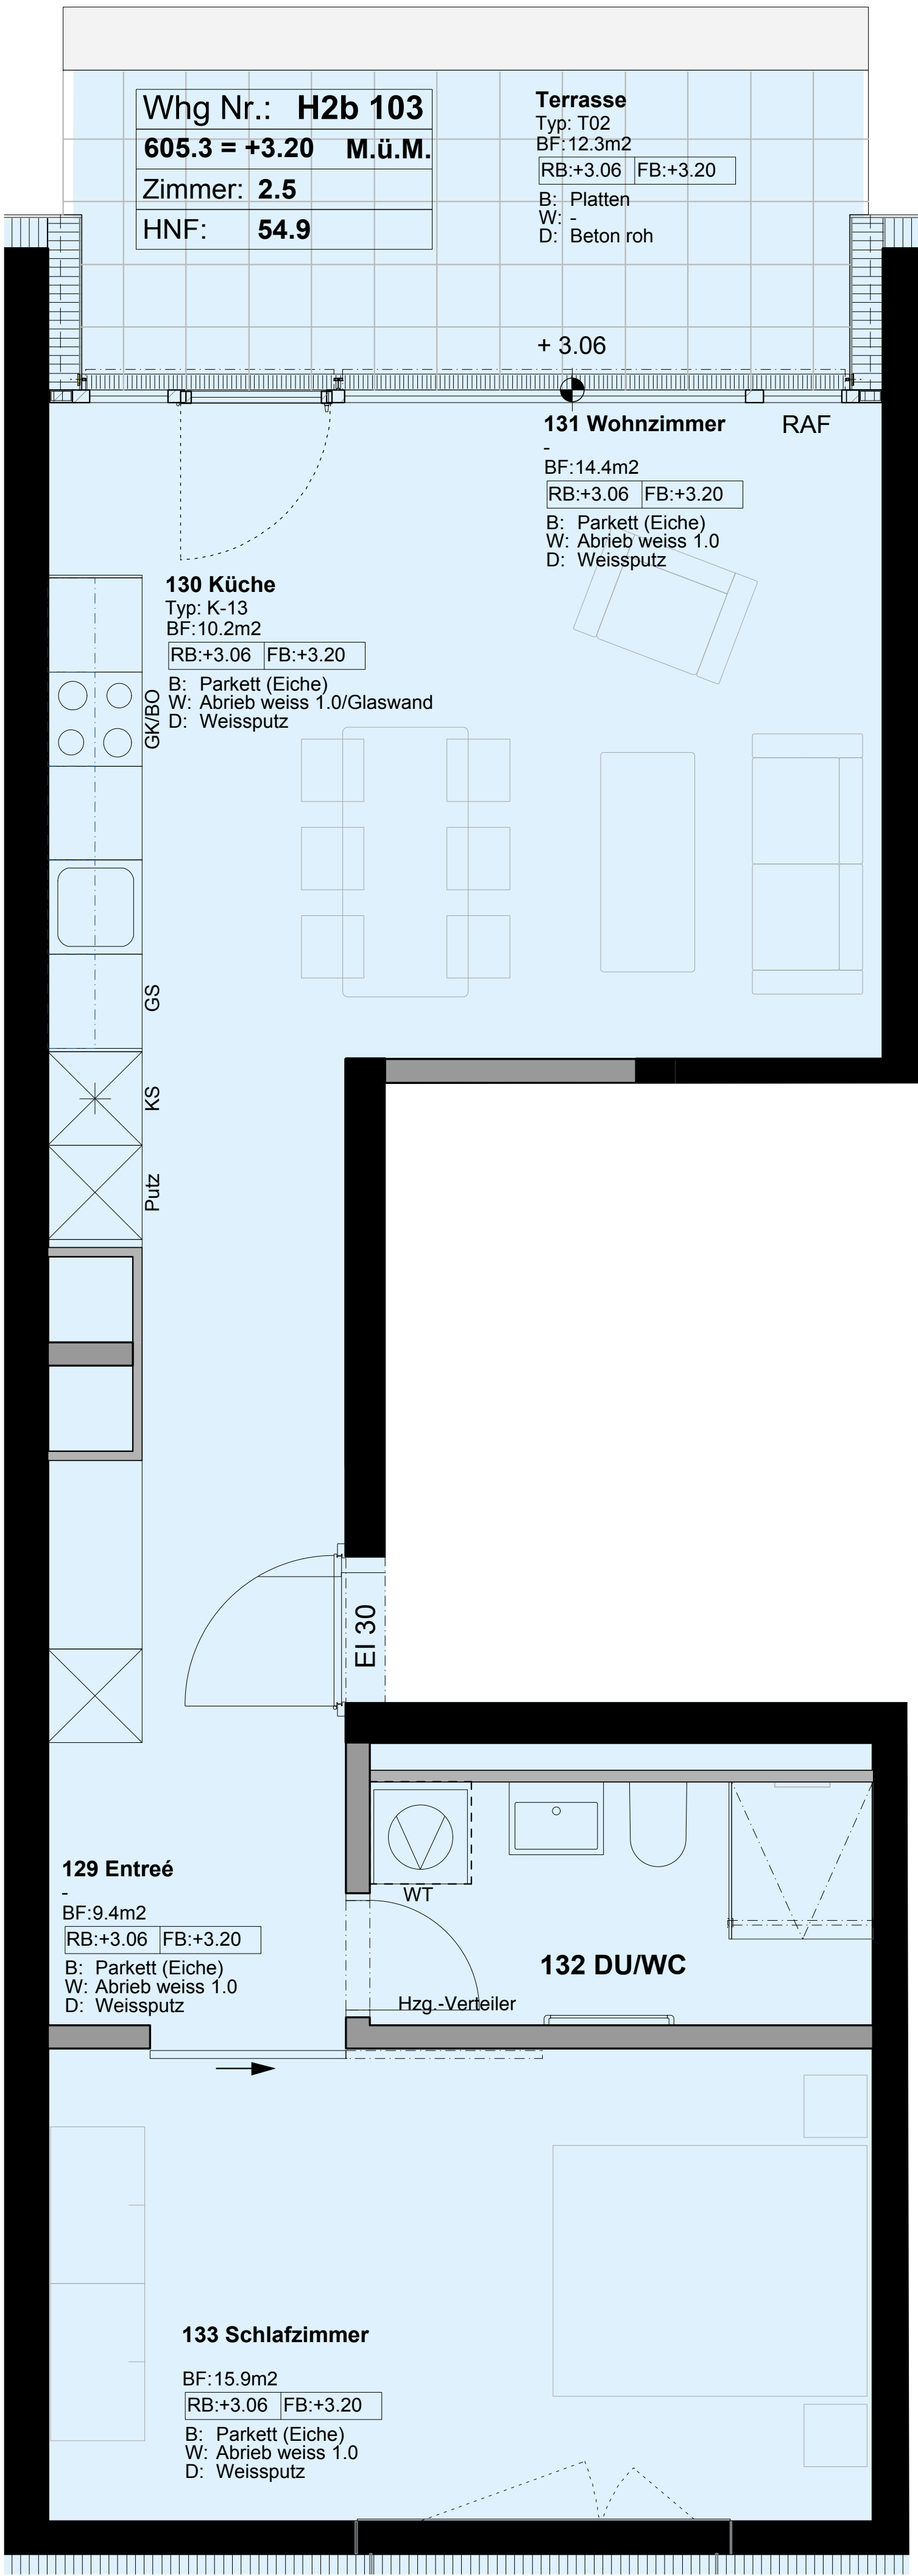 Whg Nr.: H2b 103
605.3 = +3.20 M.ü.M.
Zimmer: 2.5
HNF: 54.9
Terrasse
Typ: T02
BF:12.3m2
RB:+3.06 FB:+3.20
B: Platten
W: -
D: Beton roh
+ 3.06
131 Wohnzimmer
-
BF:14.4m2
RB:+3.06 FB:+3.20
B: Parkett (Eiche)
W: Abrieb weiss 1.0
D: Weissputz
RAF
130 Küche
Typ: K-13
BF:10.2m2
RB:+3.06 FB:+3.20
B: Parkett (Eiche)
W: Abrieb weiss 1.0/Glaswand
D: Weissputz
GK/BO
GS
KS
Putz
EI 30
129 Entreé
-
BF:9.4m2
RB:+3.06 FB:+3.20
B: Parkett (Eiche)
W: Abrieb weiss 1.0
D: Weissputz
WT
132 DU/WC
Hzg.-Verteiler
133 Schlafzimmer
BF:15.9m2
RB:+3.06 FB:+3.20
B: Parkett (Eiche)
W: Abrieb weiss 1.0
D: Weissputz